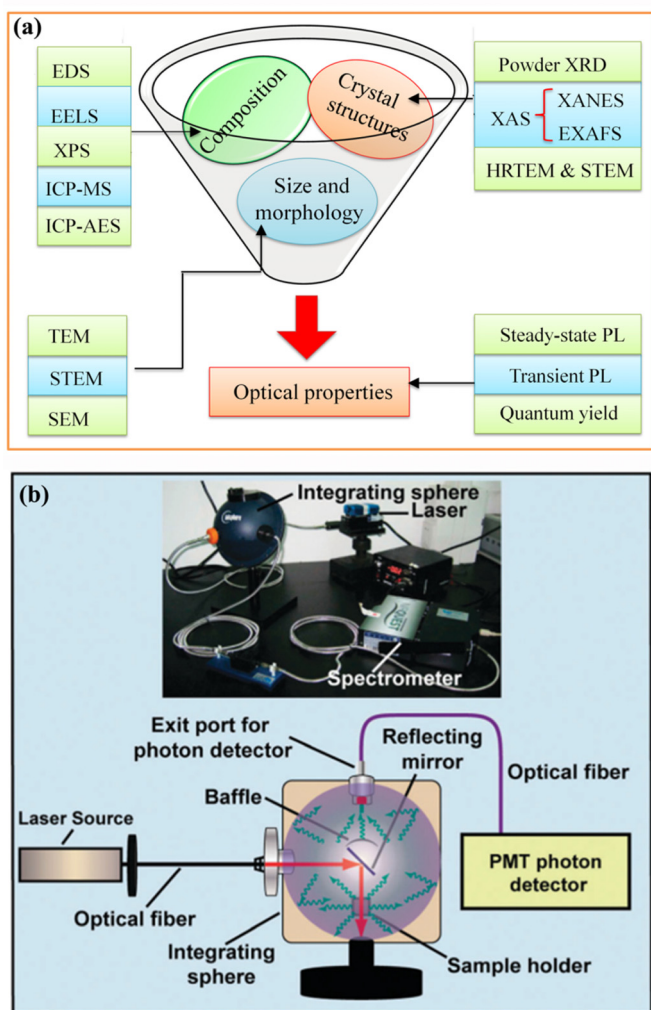 (a)
EDS
EELS
XPS
ICP-MS
ICP-AES
Composition
Crystal
structures
Size and
morphology
Powder XRD
XAS
XANES
EXAFS
HRTEM & STEM
TEM
STEM
SEM
Optical properties
Steady-state PL
Transient PL
Quantum yield
(b)
Integrating sphere
Laser
QUEST
Spectrometer
Exit port for
photon detector
Reflecting
mirror
Optical fiber
Baffle
Laser Source
PMT photon
detector
Optical fiber
Integrating
sphere
Sample holder